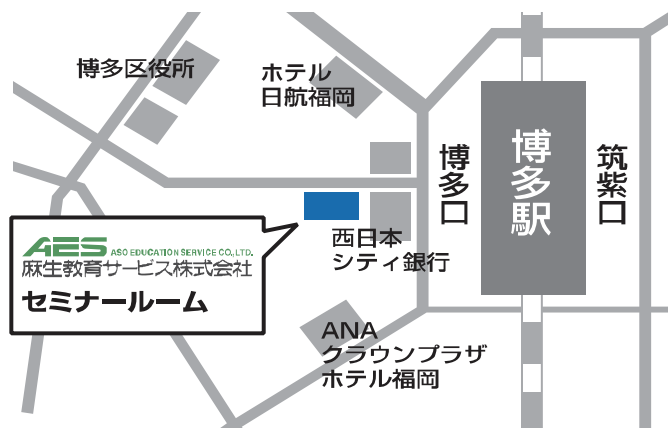 博多区役所
ホテル
日航福岡
博多口
博多駅
筑紫口
西日本
シティ銀行
AES ASO EDUCATION SERVICE CO.,LTD.
麻生教育サービス株式会社
セミナールーム
ANA
クラウンプラザ
ホテル福岡